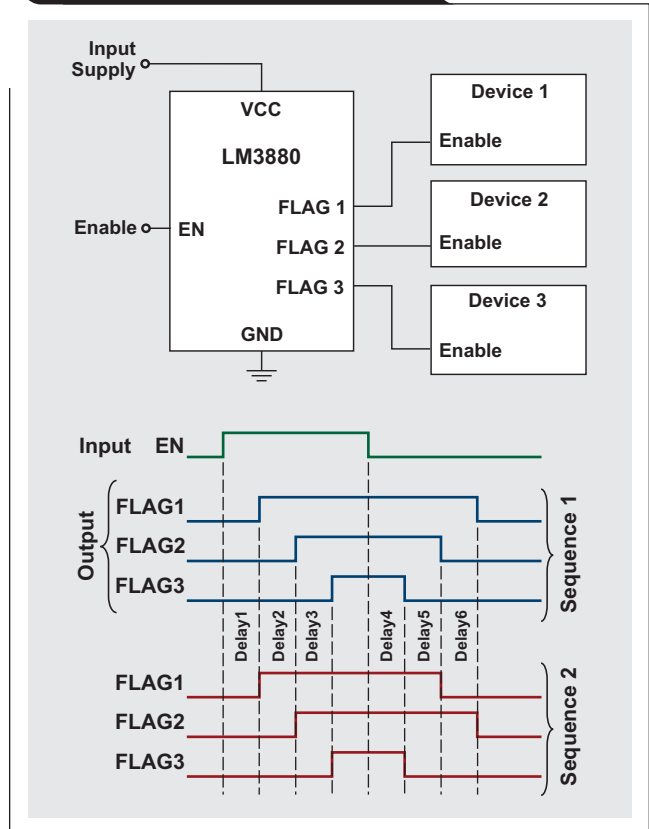 Input
Supply
VCC
LM3880
Enable
EN
FLAG 1
FLAG 2
FLAG 3
GND
Device 1
Enable
Device 2
Enable
Device 3
Enable
Input EN
Output
FLAG1
FLAG2
FLAG3
Sequence 1
Delay1
Delay2
Delay3
Delay4
Delay5
Delay6
FLAG1
FLAG2
FLAG3
Sequence 2